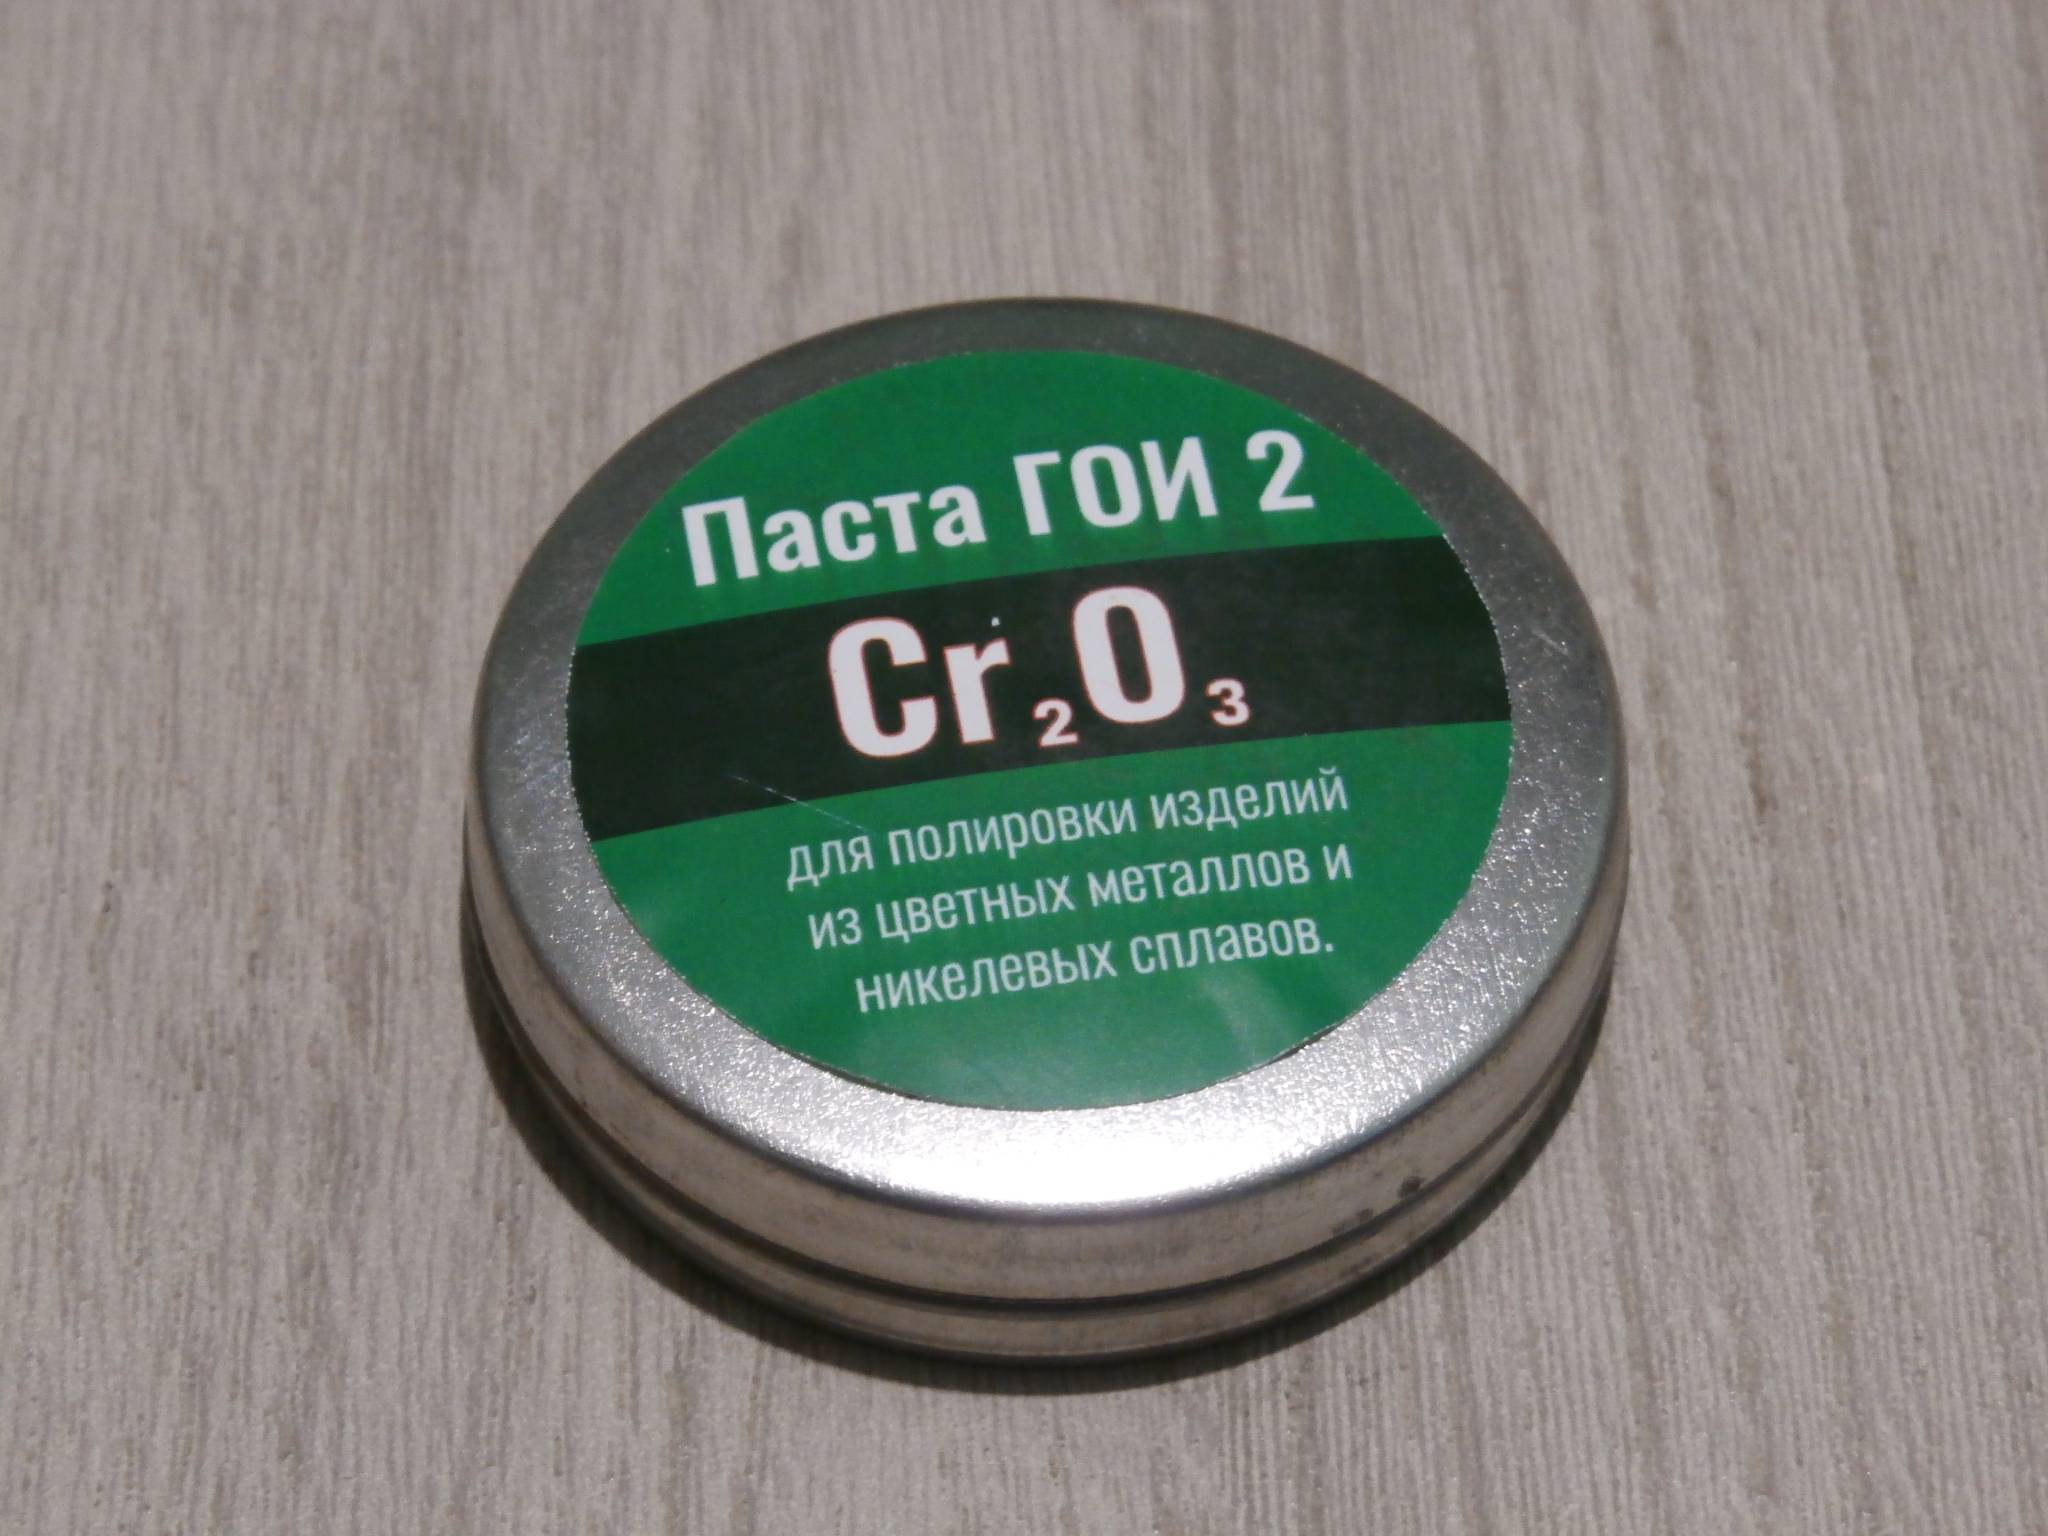 Паста ГОИ 2
Cr₂O₃
для полировки изделий
из цветных металлов и
никелевых сплавов.